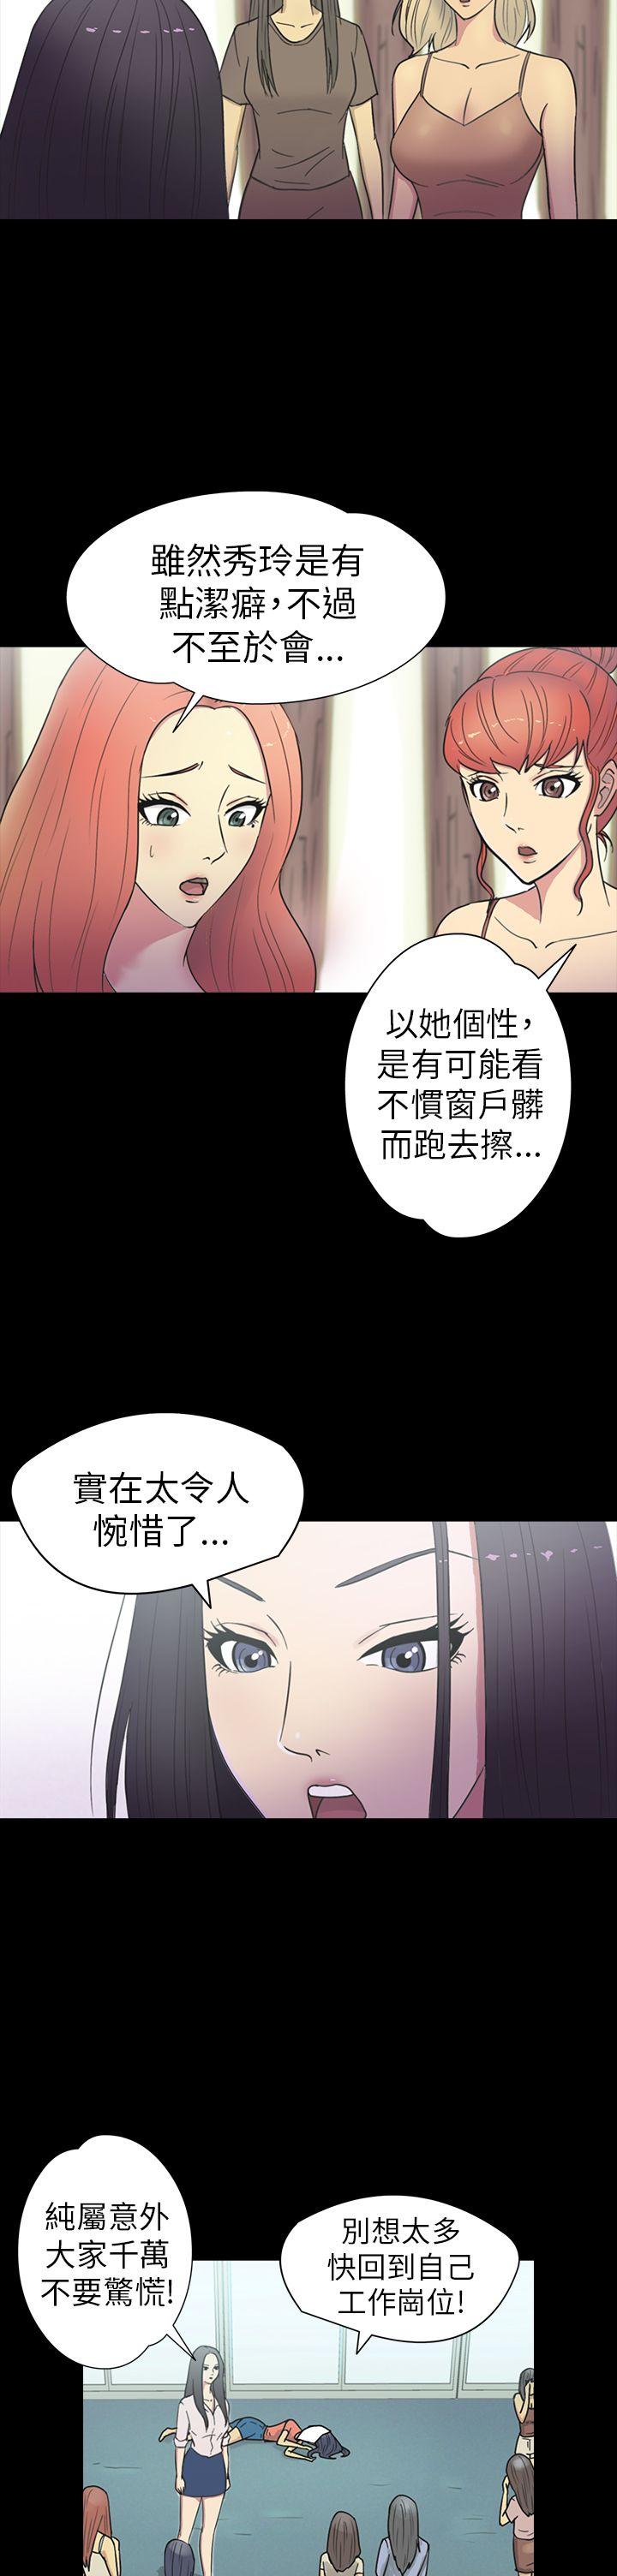 雖然秀玲是有
點潔癖，不過
不至於會...
以她個性，
是有可能看
不慣窗戶髒
而跑去擦...
實在太令人
惋惜了...
純屬意外
大家千萬
不要驚慌!
別想太多
快回到自己
工作崗位!